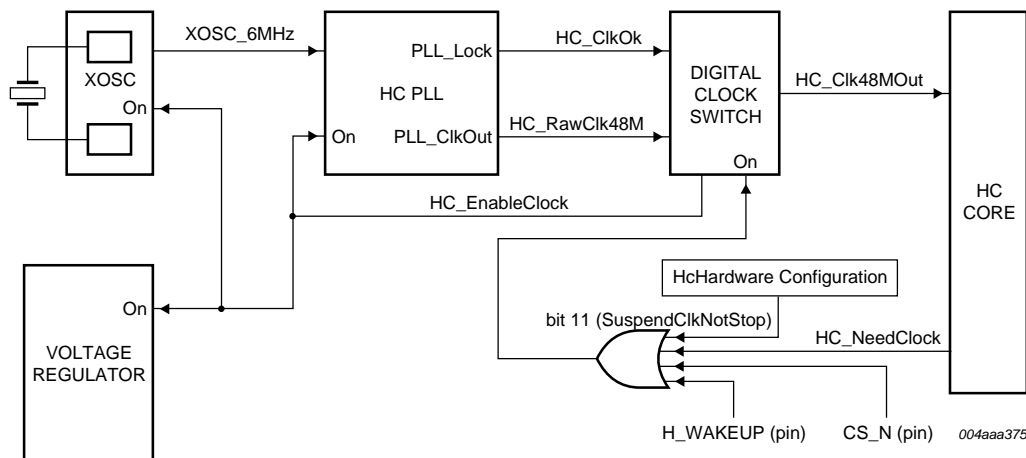 XOSC_6MHz
XOSC
On
PLL_Lock
HC PLL
On
PLL_ClkOut
HC_ClkOk
HC_RawClk48M
DIGITAL
CLOCK
SWITCH
On
HC_Clk48MOut
HC
CORE
HC_EnableClock
On
VOLTAGE
REGULATOR
HcHardware Configuration
bit 11 (SuspendClkNotStop)
HC_NeedClock
H_WAKEUP (pin)
CS_N (pin)
004aaa375